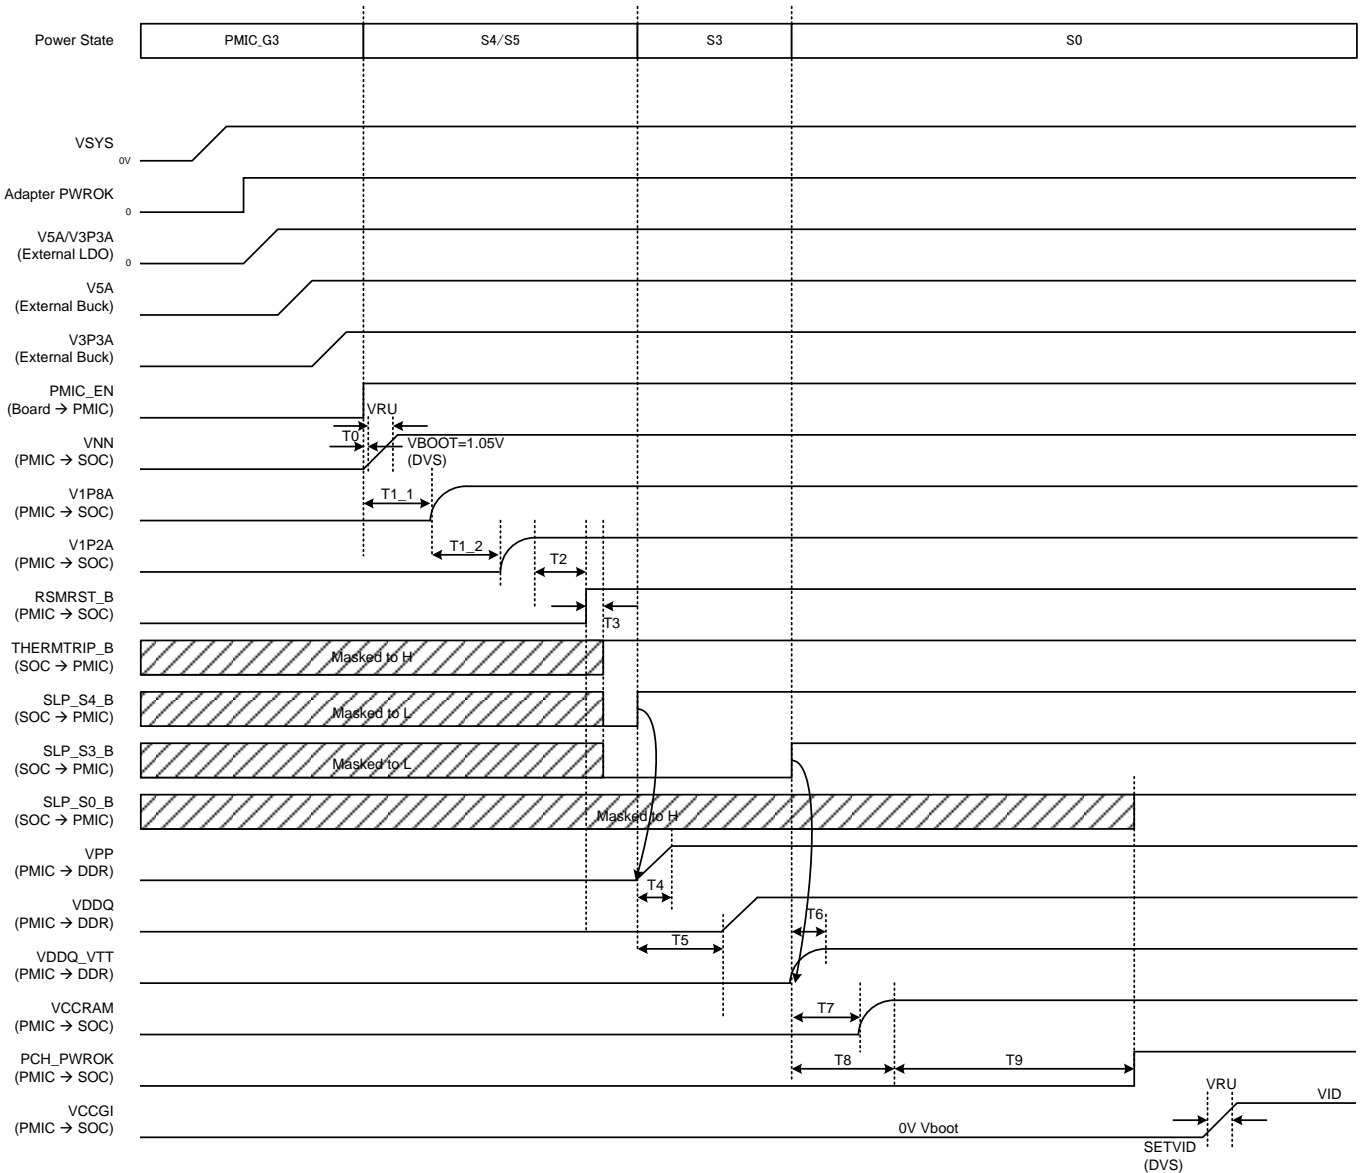 Power State
PMIC_G3
S4/S5
S3
S0
VSYS
0V
Adapter PWROK
0
V5A/V3P3A
(External LDO)
0
V5A
(External Buck)
V3P3A
(External Buck)
PMIC_EN
(Board → PMIC)
VRU
VNN
(PMIC → SOC)
T0
VBOOT=1.05V
(DVS)
V1P8A
(PMIC → SOC)
T1_1
V1P2A
(PMIC → SOC)
T1_2
T2
RSMRST_B
(PMIC → SOC)
T3
THERMTRIP_B
(SOC → PMIC)
Masked to H
SLP_S4_B
(SOC → PMIC)
Masked to L
SLP_S3_B
(SOC → PMIC)
Masked to L
SLP_S0_B
(SOC → PMIC)
Masked to H
VPP
(PMIC → DDR)
T4
VDDQ
(PMIC → DDR)
T5
T6
VDDQ_VTT
(PMIC → DDR)
VCCRAM
(PMIC → SOC)
T7
PCH_PWROK
(PMIC → SOC)
T8
T9
VCCGI
(PMIC → SOC)
0V Vboot
VRU
VID
SETVID
(DVS)